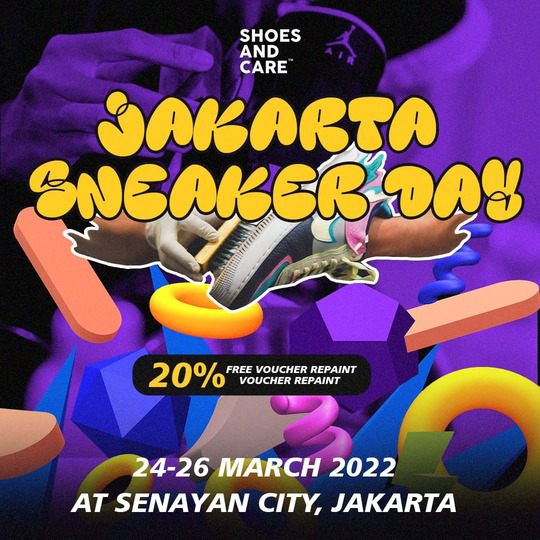 SHOES
AND
CARE™
JAKARTA
SNEAKER DAY
AIR
20% FREE VOUCHER REPAINT
VOUCHER REPAINT
24-26 MARCH 2022
AT SENAYAN CITY, JAKARTA